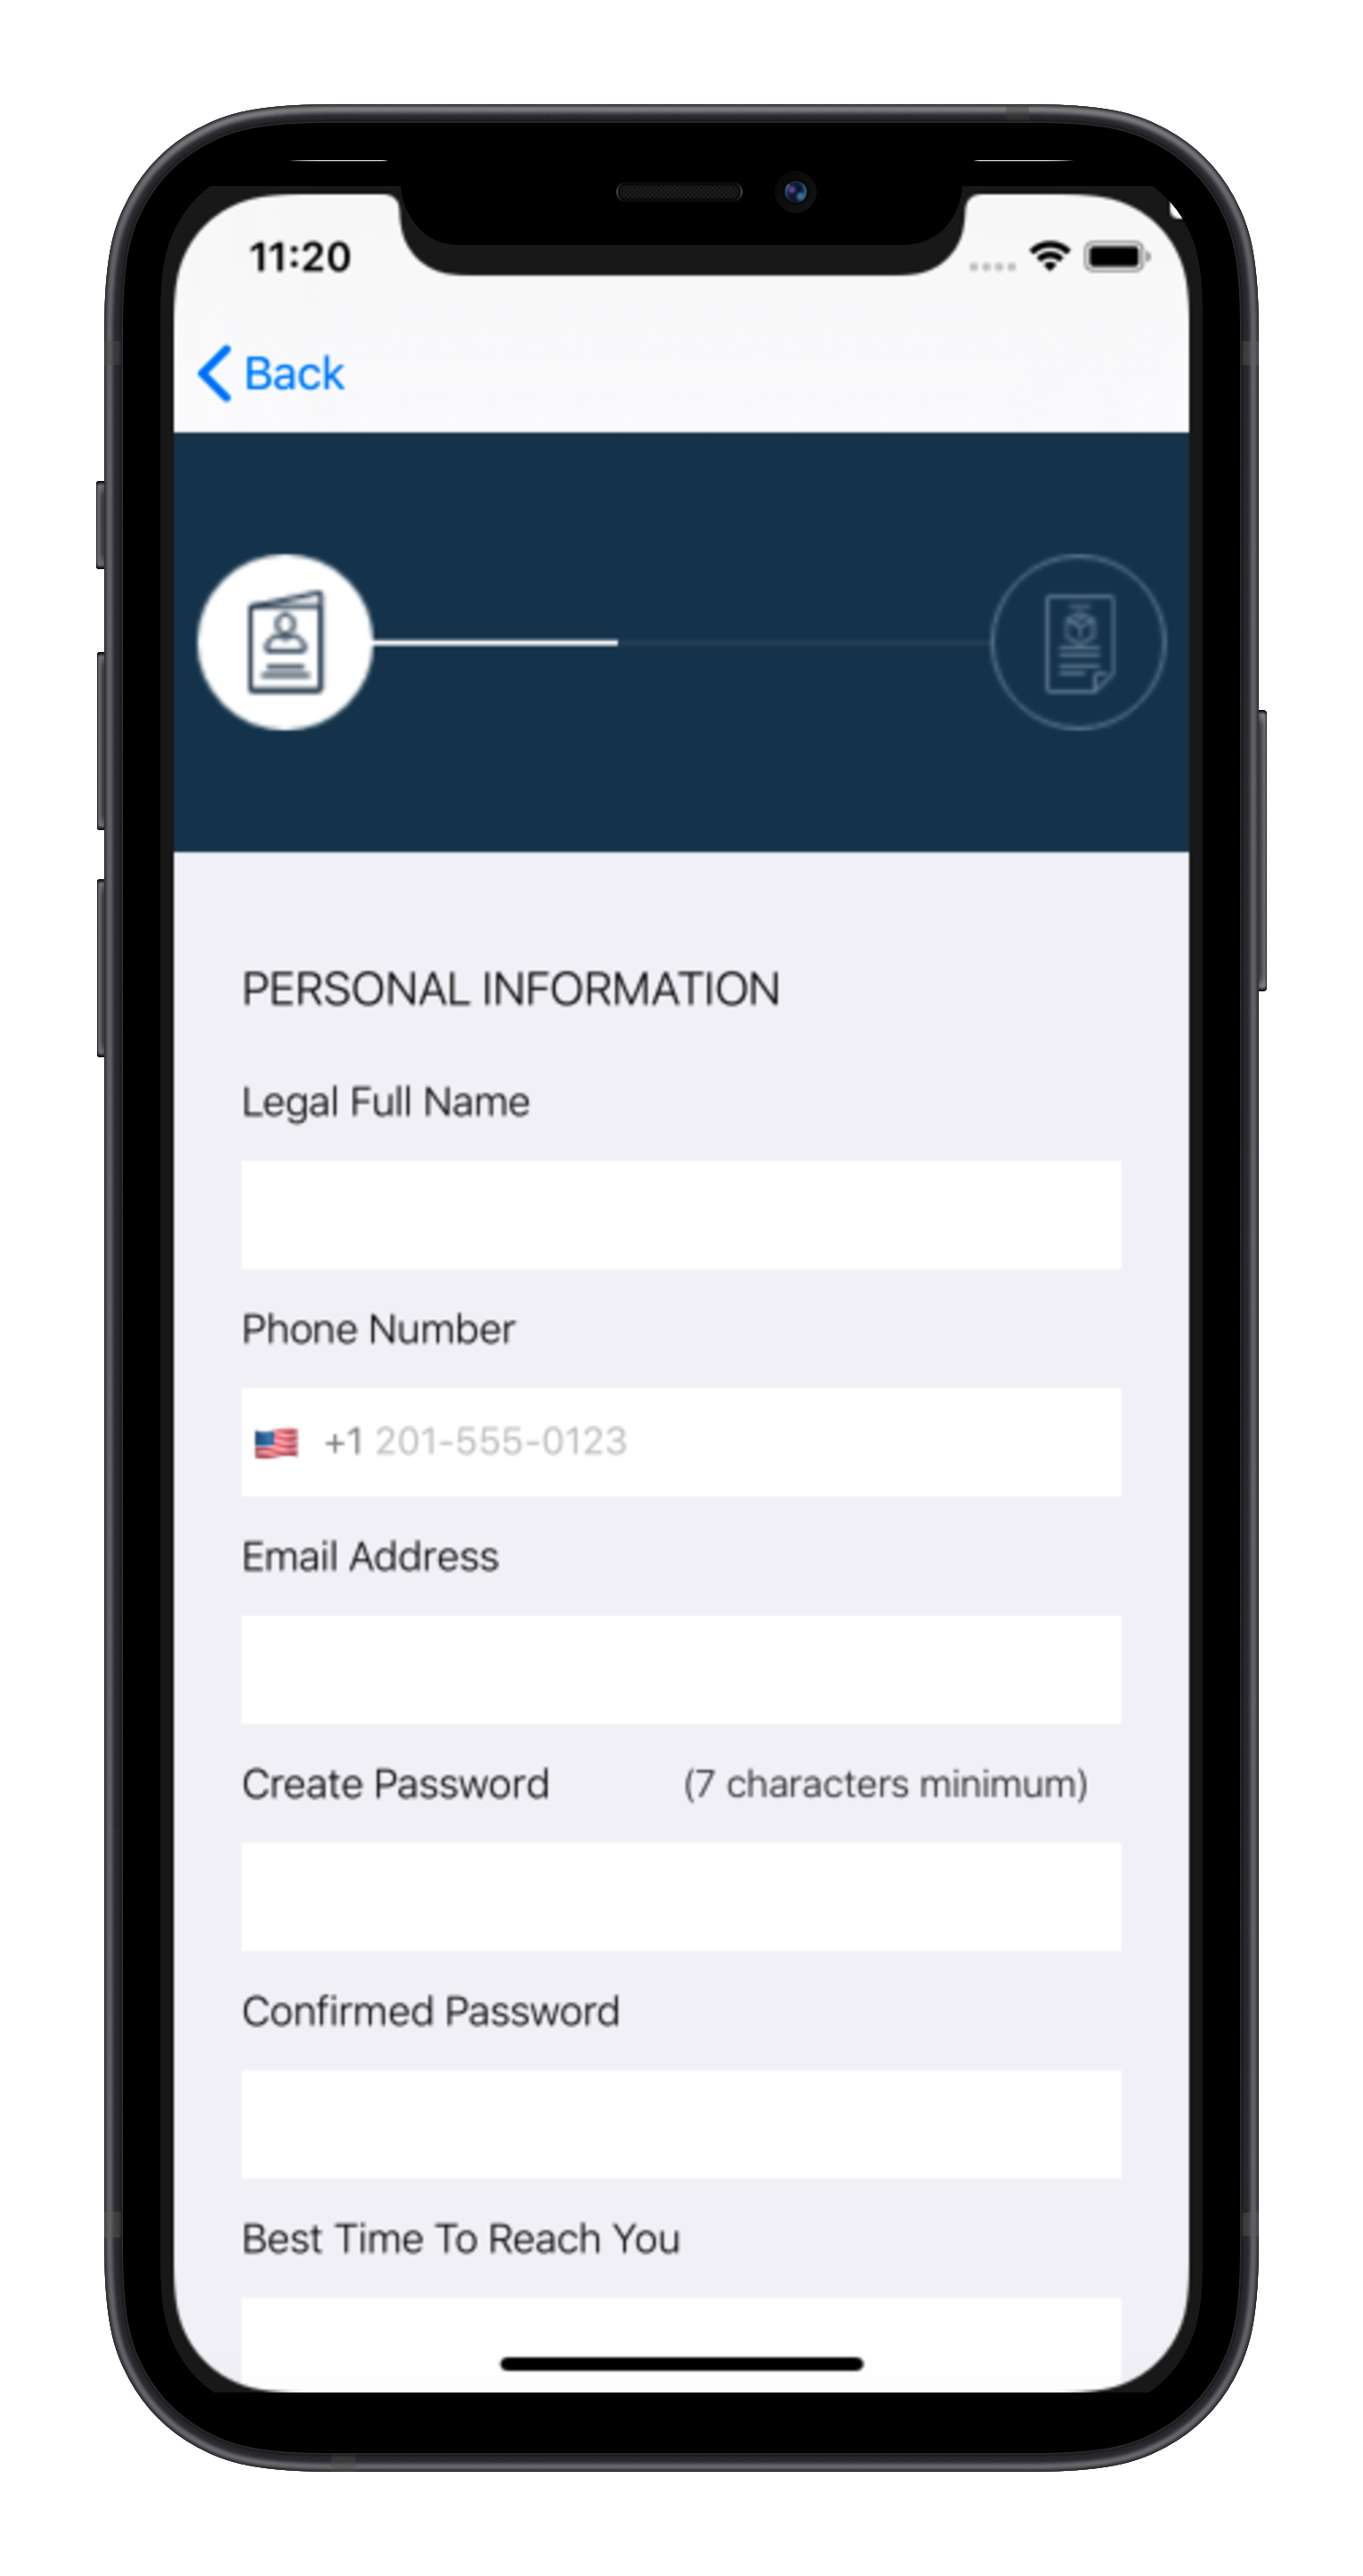 11:20
Back
PERSONAL INFORMATION
Legal Full Name
Phone Number
+1 201-555-0123
Email Address
Create Password (7 characters minimum)
Confirmed Password
Best Time To Reach You